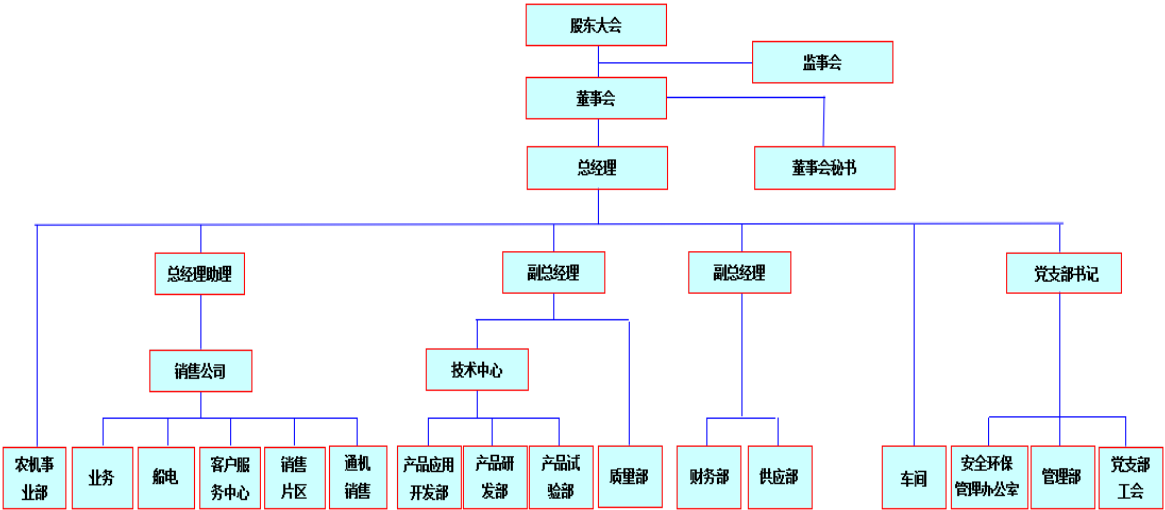 股东大会
监事会
董事会
总经理
董事会秘书
总经理助理
副总经理
副总经理
党支部书记
销售公司
技术中心
农机事
业部
业务
船电
客户服
务中心
销售
片区
通机
销售
产品应用
开发部
产品研
发部
产品试
验部
质量部
财务部
供应部
车间
安全环保
管理办公室
管理部
党支部
工会